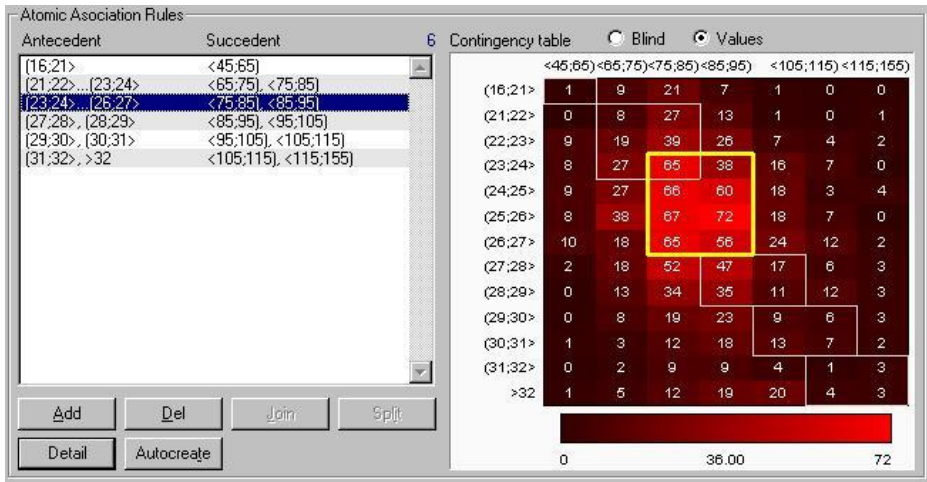 Atomic Asociation Rules
Antecedent Succedent 6
(16;21> <45;65)
(21;22>...(23;24> <65;75), <75;85)
(23;24>...(26;27> <75;85), <85;95)
(27;28>, (28;29> <85;95), <95;105)
(29;30>, (30;31> <95;105), <105;115)
(31;32>, >32 <105;115), <115;155)
Add Del Join Split
Detail Autocreate
Contingency table Blind Values
<45;65) <65;75) <75;85) <85;95) <105;115) <115;155)
(16;21> 1 9 21 7 1 0 0
(21;22> 0 8 27 13 1 0 1
(22;23> 9 19 39 26 7 4 2
(23;24> 8 27 65 38 16 7 0
(24;25> 9 27 66 60 18 3 4
(25;26> 8 38 67 72 18 7 0
(26;27> 10 18 65 56 24 12 2
(27;28> 2 18 52 47 17 6 3
(28;29> 0 13 34 35 11 12 3
(29;30> 0 8 19 23 9 6 3
(30;31> 1 3 12 18 13 7 2
(31;32> 0 2 9 9 4 1 3
>32 1 5 12 19 20 4 3
0 36.00 72